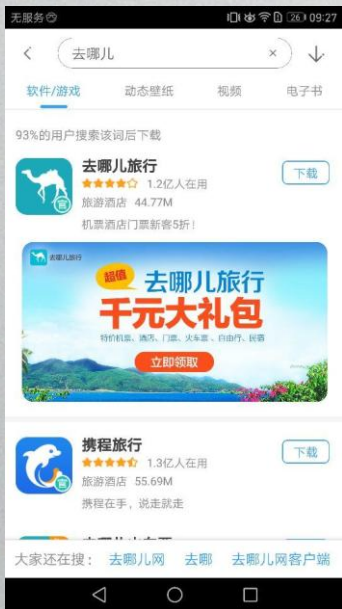 无服务 26 09:27
去哪儿 ×
软件/游戏 动态壁纸 视频 电子书
93%的用户搜索该词后下载
去哪儿旅行
1.2亿人在用
下载
官
旅游酒店 44.77M
机票酒店门票新客5折！
去哪儿旅行
超值 去哪儿旅行
千元大礼包
特价机票、酒店、门票、火车票、自由行、民宿
立即领取
携程旅行
1.3亿人在用
下载
官
旅游酒店 55.69M
携程在手，说走就走
大家还在搜： 去哪儿网 去哪 去哪儿网客户端